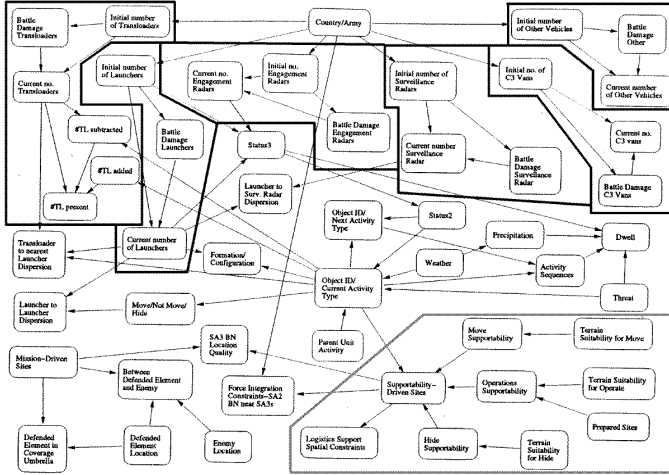 Battle
Damage
Transloaders
Initial number of
Transloaders
Country/Army
Initial number
of Other Vehicles
Battle
Damage
Other
Current number
of Other Vehicles
Current no.
Transloaders
Initial number
of Launchers
Current no.
Engagement
Radars
Initial no.
Engagement
Radars
Initial number of
Surveillance
Radars
Initial no. of
C3 Vans
#TL subtracted
Battle
Damage
Launchers
Status3
Battle Damage
Engagement Radars
Current number
Surveillance
Radar
Battle
Damage
Surveillance
Radar
Current no.
C3 vans
#TL added
#TL present
Launcher to
Surv. Radar
Dispersion
Battle Damage
C3 Vans
Object ID/
Next Activity
Type
Status2
Transloader
to nearest
Launcher
Dispersion
Current number
of Launchers
Formation/
Configuration
Precipitation
Dwell
Weather
Activity
Sequences
Object ID/
Current Activity
Type
Launcher to
Launcher
Dispersion
Move/Not Move/
Hide
Threat
Parent Unit
Activity
SA3 BN
Location
Quality
Move
Supportability
Terrain
Suitability for Move
Mission-Driven
Sites
Between
Defended Element
and Enemy
Force Integration
Constraints-SA2
BN near SA3s
Supportability-
Driven Sites
Operations
Supportability
Terrain Suitability
for Operate
Prepared Sites
Defended
Element in
Coverage
Umbrella
Defended
Element
Location
Enemy
Location
Logistics Support
Spatial Constraints
Hide
Supportability
Terrain
Suitability
for Hide